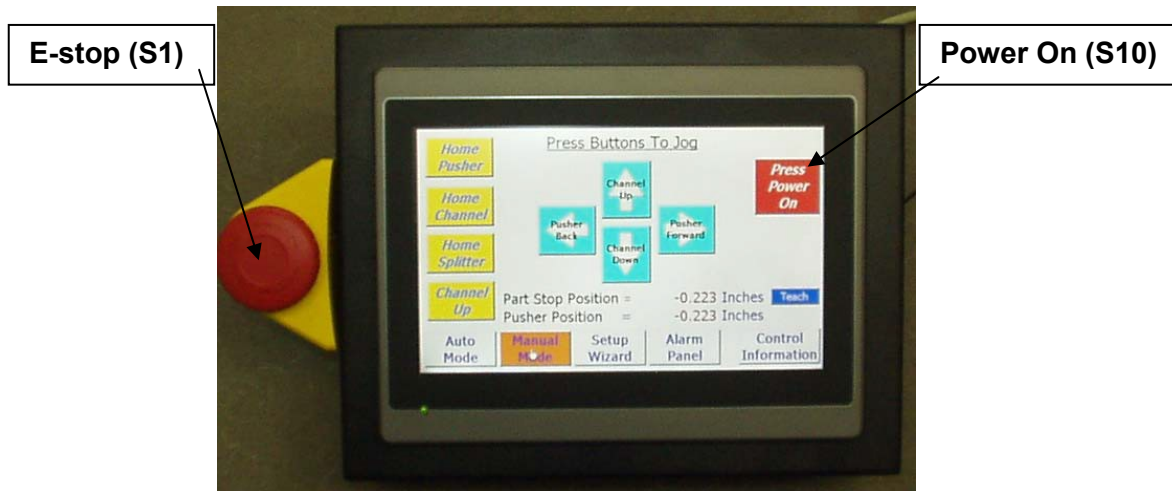 E-stop (S1)
Power On (S10)
Press Buttons To Jog
Home
Pusher
Press
Power
On
Channel
Up
Home
Channel
Pusher
Back
Pusher
Forward
Home
Splitter
Channel
Down
Channel
Up
Part Stop Position = -0.223 Inches Teach
Pusher Position = -0.223 Inches
Auto
Mode
Manual
Mode
Setup
Wizard
Alarm
Panel
Control
Information